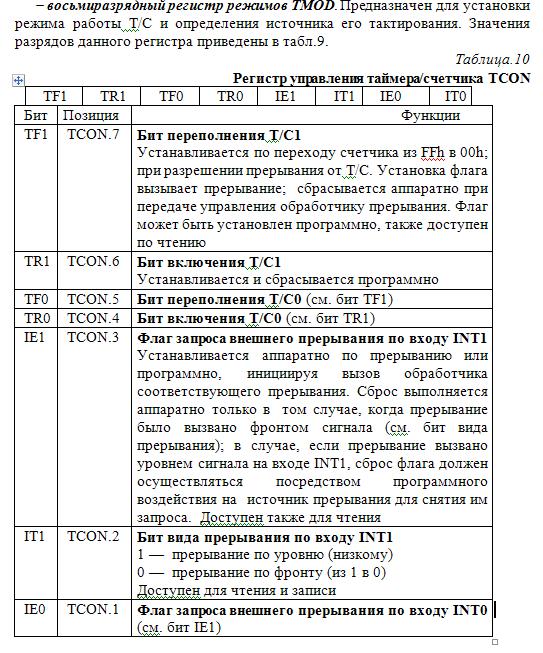 – восьмиразрядный регистр режимов TMOD. Предназначен для установки
режима работы Т/С и определения источника его тактирования. Значения
разрядов данного регистра приведены в табл.9.
Таблица.10
Регистр управления таймера/счетчика TCON
TF1 TR1 TF0 TR0 IE1 IT1 IE0 IT0
Бит Позиция Функции
TF1 TCON.7 Бит переполнения Т/С1
Устанавливается по переходу счетчика из FFh в 00h;
при разрешении прерывания от Т/С. Установка флага
вызывает прерывание; сбрасывается аппаратно при
передаче управления обработчику прерывания. Флаг
может быть установлен программно, также доступен
по чтению
TR1 TCON.6 Бит включения Т/С1
Устанавливается и сбрасывается программно
TF0 TCON.5 Бит переполнения Т/С0 (см. бит TF1)
TR0 TCON.4 Бит включения Т/С0 (см. бит TR1)
IE1 TCON.3 Флаг запроса внешнего прерывания по входу INT1
Устанавливается аппаратно по прерыванию или
программно, инициируя вызов обработчика
соответствующего прерывания. Сброс выполняется
аппаратно только в том случае, когда прерывание
было вызвано фронтом сигнала (см. бит вида
прерывания); в случае, если прерывание вызвано
уровнем сигнала на входе INT1, сброс флага должен
осуществляться посредством программного
воздействия на источник прерывания для снятия им
запроса. Доступен также для чтения
IT1 TCON.2 Бит вида прерывания по входу INT1
1 — прерывание по уровню (низкому)
0 — прерывание по фронту (из 1 в 0)
Доступен для чтения и записи
IE0 TCON.1 Флаг запроса внешнего прерывания по входу INT0
(см. бит IE1)